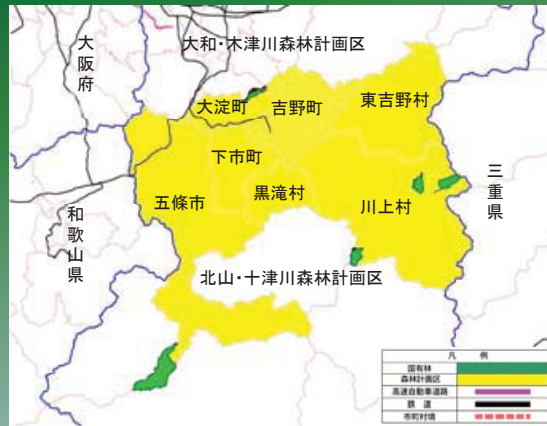 大和・木津川森林計画区
大阪府
大淀町
吉野町
東吉野村
下市町
三重県
五條市
黒滝村
川上村
和歌山県
北山・十津川森林計画区
凡 例
国有林
森林計画区
高速自動車道路
鉄 道
市町村境